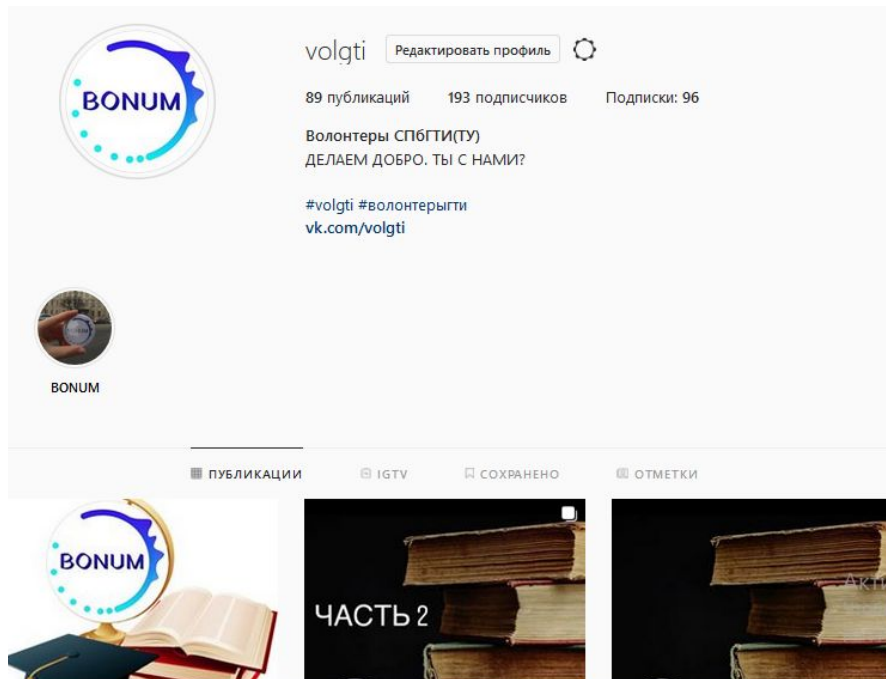 BONUM
volgti Редактировать профиль
89 публикаций 193 подписчиков Подписки: 96
Волонтеры СПбГТИ(ТУ)
ДЕЛАЕМ ДОБРО. ТЫ С НАМИ?
#volgti #волонтерыгти
vk.com/volgti
BONUM
ПУБЛИКАЦИИ IGTV СОХРАНЕНО ОТМЕТКИ
BONUM
ЧАСТЬ 2